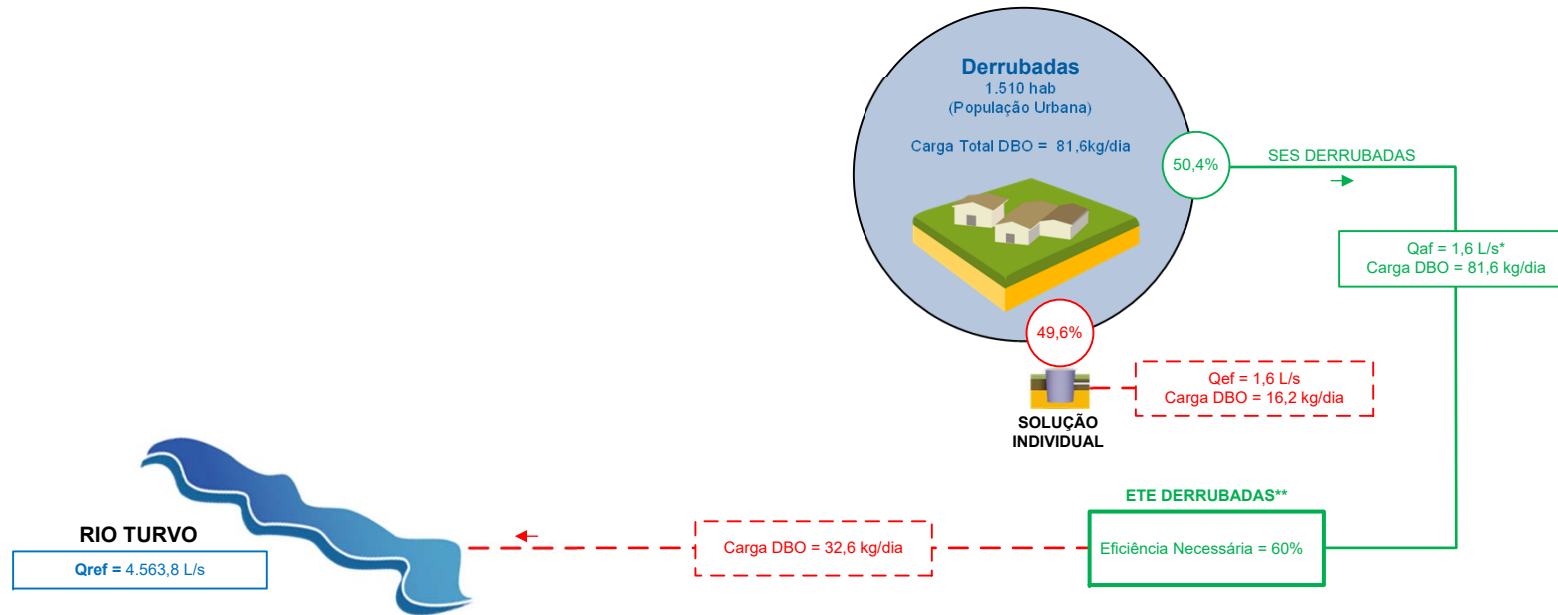 Derrubadas
1.510 hab
(População Urbana)
Carga Total DBO = 81,6kg/dia
50,4%
SES DERRUBADAS
Qaf = 1,6 L/s*
Carga DBO = 81,6 kg/dia
49,6%
Qef = 1,6 L/s
Carga DBO = 16,2 kg/dia
SOLUÇÃO
INDIVIDUAL
ETE DERRUBADAS**
Eficiência Necessária = 60%
Carga DBO = 32,6 kg/dia
RIO TURVO
Qref = 4.563,8 L/s